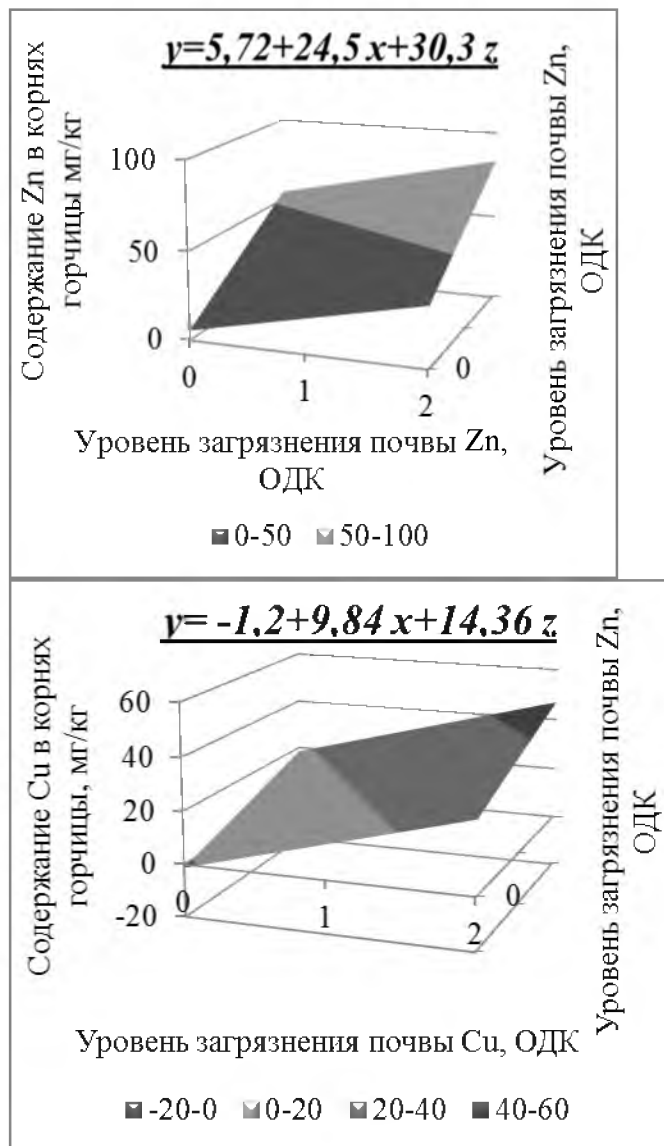 y=5,72+24,5 x+30,3 z
Содержание Zn в корнях
горчицы мг/кг
100
50
0
0
1
2
0
Уровень загрязнения почвы Zn,
ОДК
Уровень загрязнения почвы Zn,
ОДК
0-50
50-100
y= -1,2+9,84 x+14,36 z
Содержание Cu в корнях
горчицы, мг/кг
60
40
20
0
-20
0
1
2
0
Уровень загрязнения почвы Zn,
ОДК
Уровень загрязнения почвы Cu, ОДК
-20-0
0-20
20-40
40-60